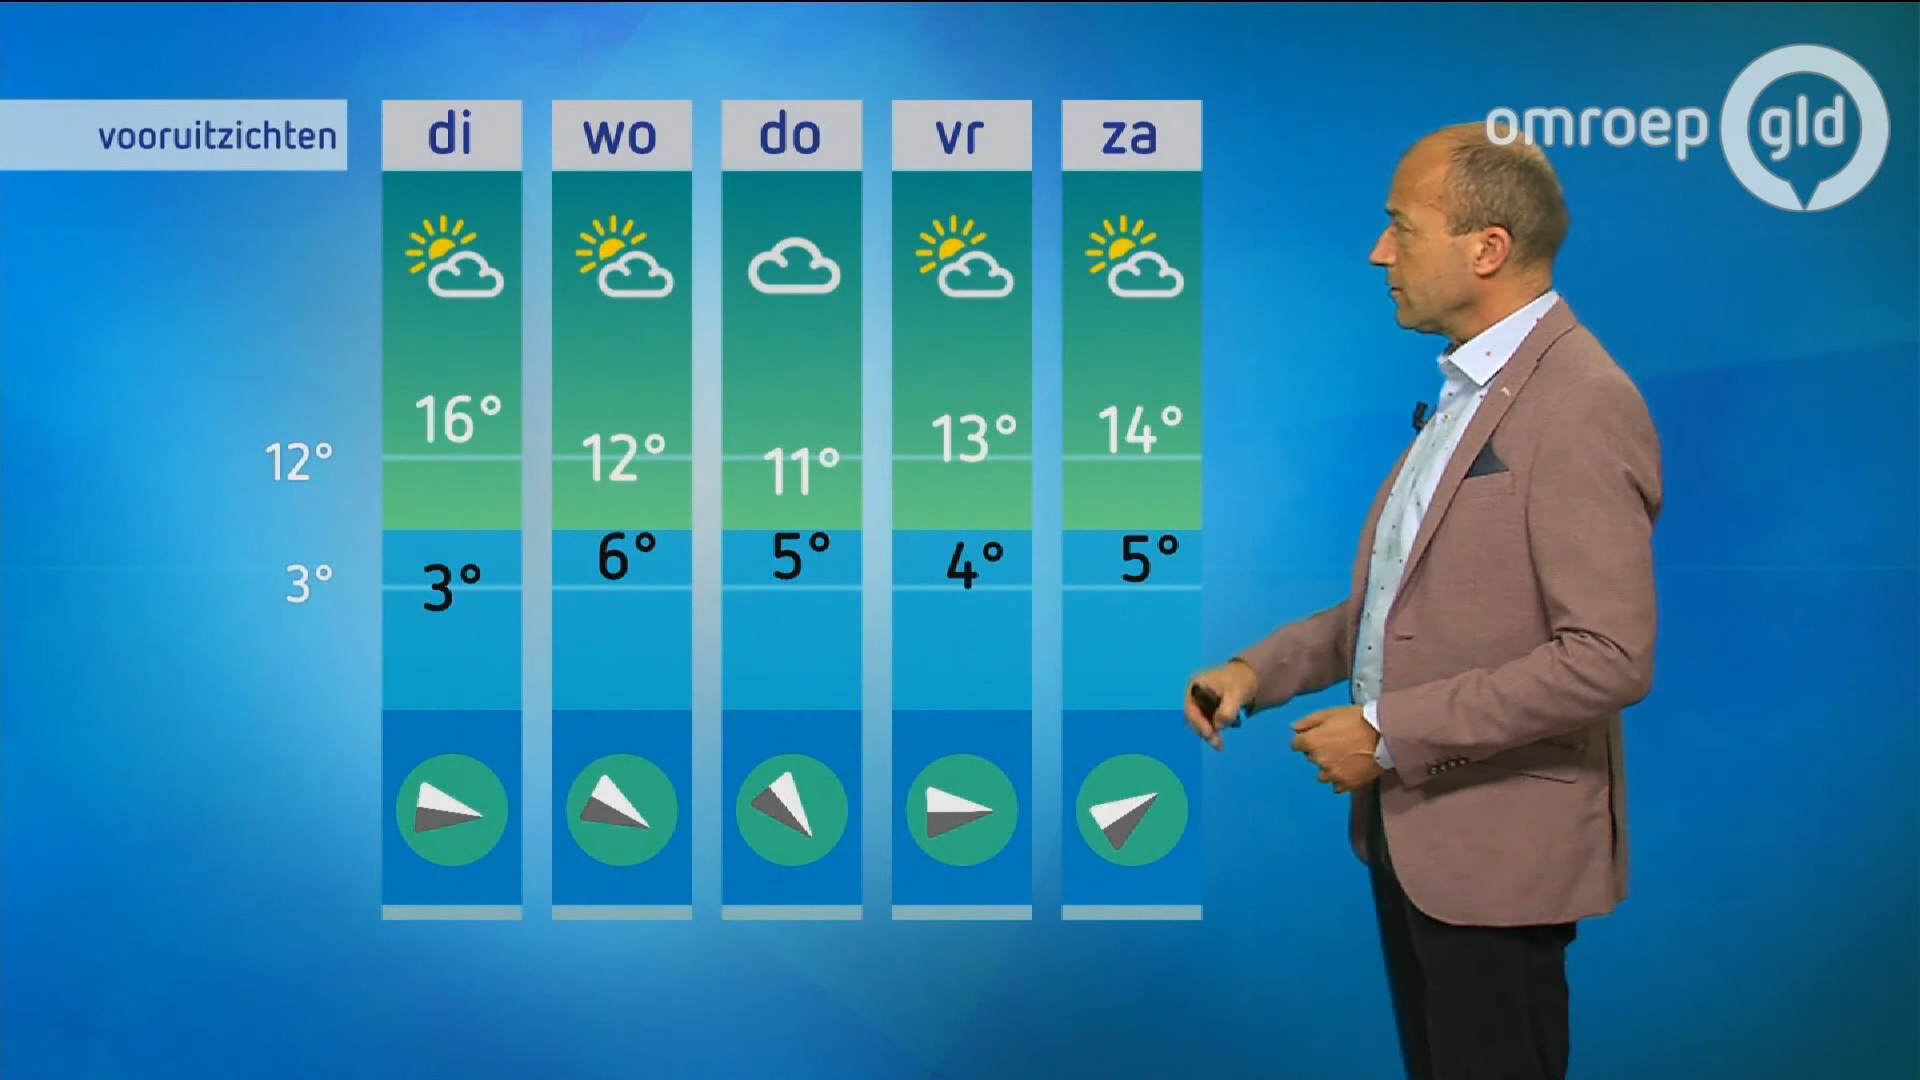 omroep gld
vooruitzichten di wo do vr za
16° 12° 11° 13° 14°
12°
3° 6° 5° 4° 5°
3°